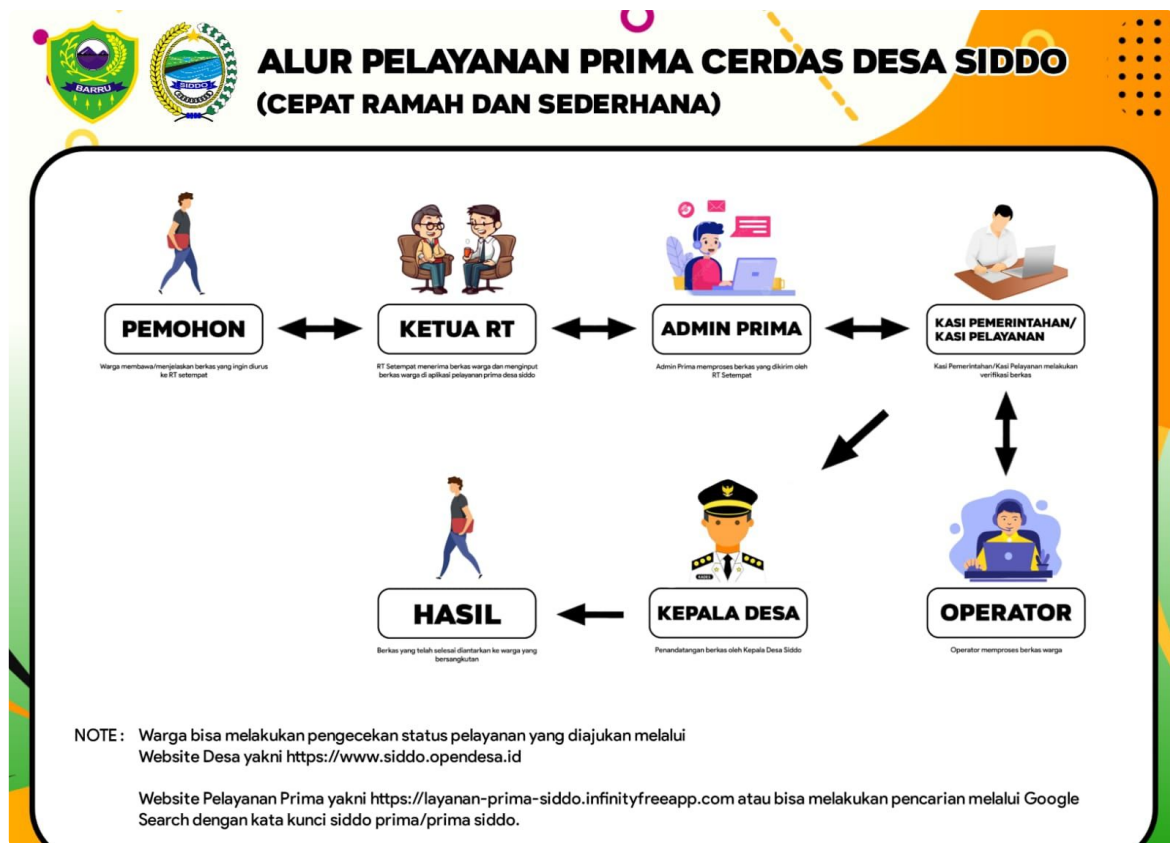 ALUR PELAYANAN PRIMA CERDAS DESA SIDDO
(CEPAT RAMAH DAN SEDERHANA)
BARRU
SIDDO
PEMOHON
Warga membawa/menjelaskan berkas yang ingin diurus
ke RT setempat
KETUA RT
RT Setempat menerima berkas warga dan menginput
berkas warga di aplikasi pelayanan prima desa siddo
ADMIN PRIMA
Admin Prima memproses berkas yang dikirim oleh
RT Setempat
KASI PEMERINTAHAN/
KASI PELAYANAN
Kasi Pemerintahan/Kasi Pelayanan melakukan
verifikasi berkas
HASIL
Berkas yang telah selesai diantarkan ke warga yang
bersangkutan
KADES
KEPALA DESA
Penandatangan berkas oleh Kepala Desa Siddo
OPERATOR
Operator memproses berkas warga
NOTE : Warga bisa melakukan pengecekan status pelayanan yang diajukan melalui
Website Desa yakni https://www.siddo.opendesa.id
Website Pelayanan Prima yakni https://layanan-prima-siddo.infinityfreeapp.com atau bisa melakukan pencarian melalui Google
Search dengan kata kunci siddo prima/prima siddo.